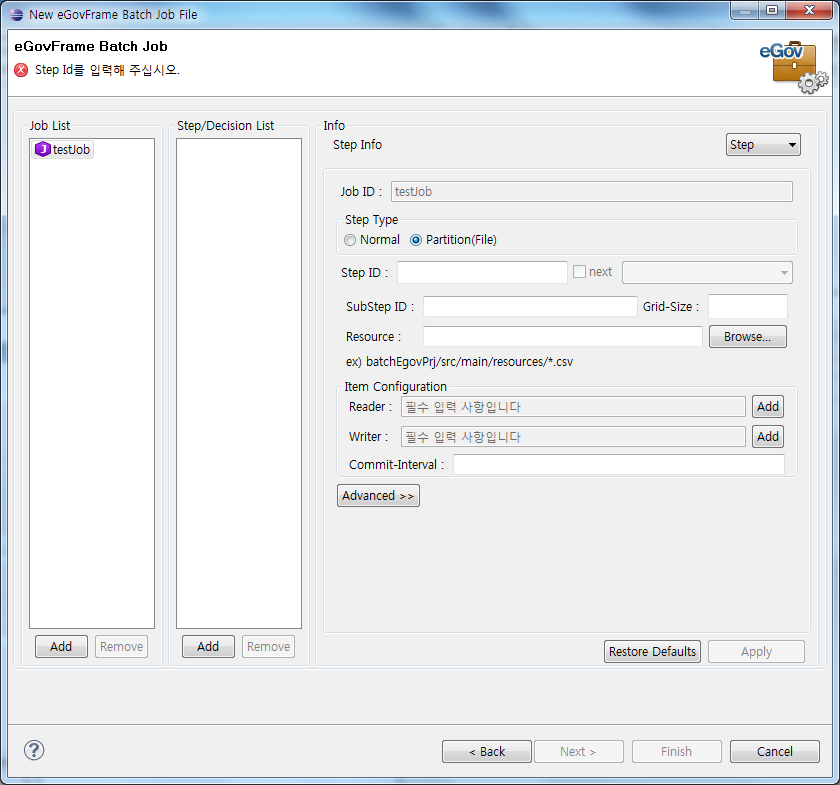 New eGovFrame Batch Job File
eGovFrame Batch Job
Step Id를 입력해 주십시오.
eGov
Job List
testJob
Add
Remove
Step/Decision List
Add
Remove
Info
Step Info
Step
Job ID :
testJob
Step Type
Normal
Partition(File)
Step ID :
next
SubStep ID :
Grid-Size :
Resource :
Browse...
ex) batchEgovPrj/src/main/resources/*.csv
Item Configuration
Reader :
필수 입력 사항입니다
Add
Writer :
필수 입력 사항입니다
Add
Commit-Interval :
Advanced >>
Restore Defaults
Apply
?
< Back
Next >
Finish
Cancel